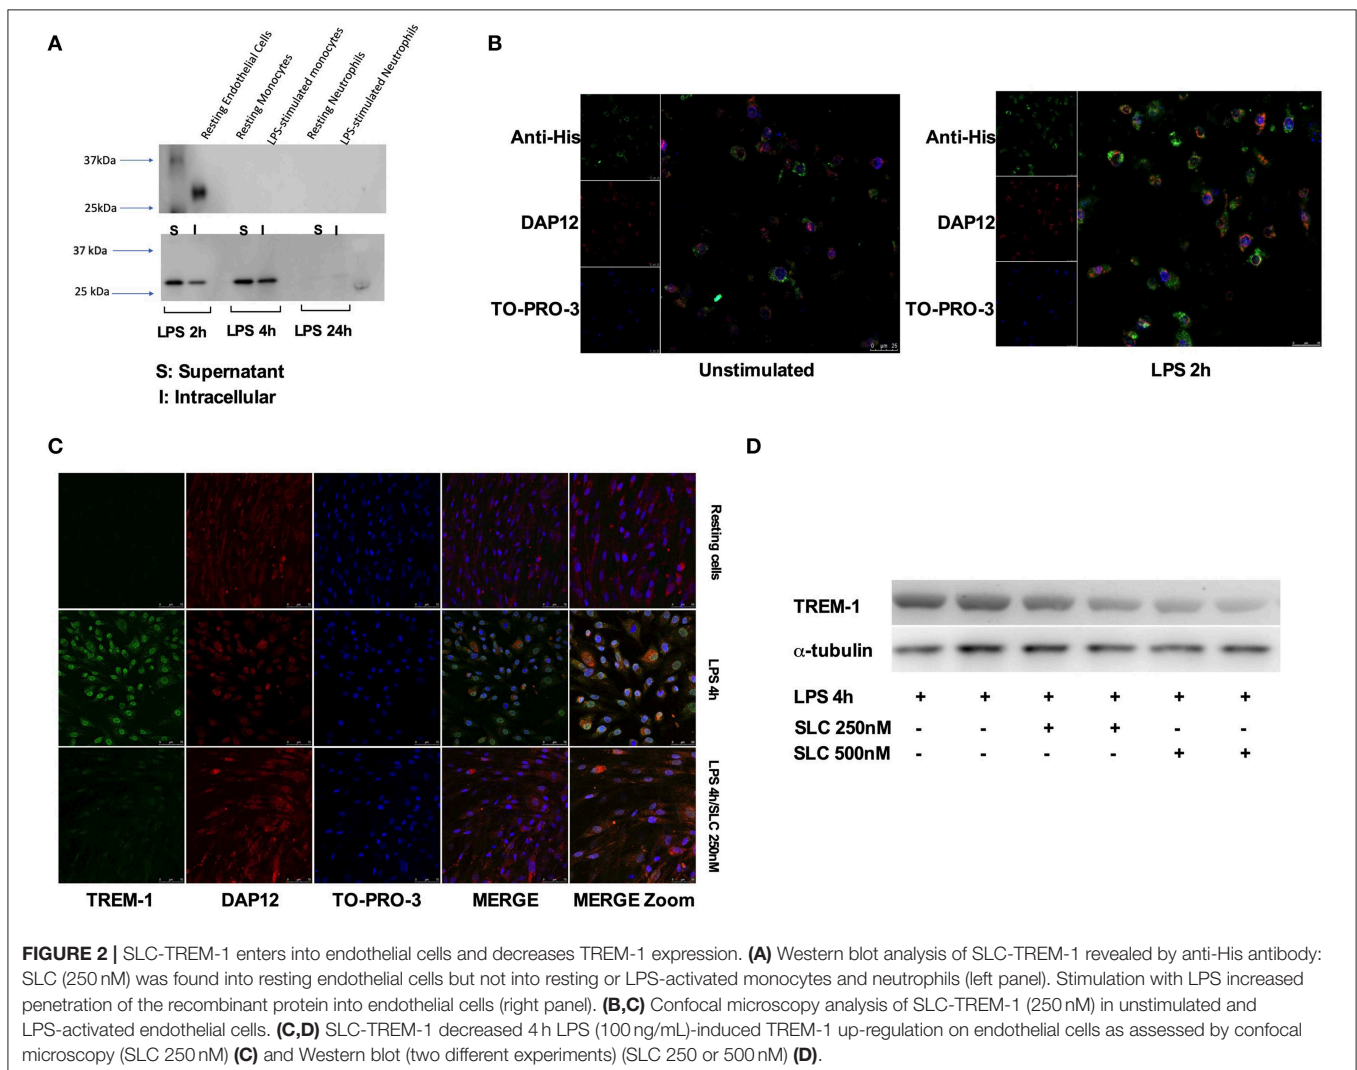 A
Resting Endothelial Cells
Resting Monocytes
LPS-stimulated monocytes
Resting Neutrophils
LPS-stimulated Neutrophils
37kDa
25kDa
S I S I S I
37 kDa
25 kDa
LPS 2h LPS 4h LPS 24h
S: Supernatant
I: Intracellular
B
Anti-His
DAP12
TO-PRO-3
Unstimulated
Anti-His
DAP12
TO-PRO-3
LPS 2h
C
Resting cells
LPS 4h
LPS 4h/SLC 250nM
TREM-1 DAP12 TO-PRO-3 MERGE MERGE Zoom
D
TREM-1
α-tubulin
LPS 4h + + + + + +
SLC 250nM - - + + - -
SLC 500nM - - - - + +
FIGURE 2 | SLC-TREM-1 enters into endothelial cells and decreases TREM-1 expression. (A) Western blot analysis of SLC-TREM-1 revealed by anti-His antibody:
SLC (250 nM) was found into resting endothelial cells but not into resting or LPS-activated monocytes and neutrophils (left panel). Stimulation with LPS increased
penetration of the recombinant protein into endothelial cells (right panel). (B,C) Confocal microscopy analysis of SLC-TREM-1 (250 nM) in unstimulated and
LPS-activated endothelial cells. (C,D) SLC-TREM-1 decreased 4 h LPS (100 ng/mL)-induced TREM-1 up-regulation on endothelial cells as assessed by confocal
microscopy (SLC 250 nM) (C) and Western blot (two different experiments) (SLC 250 or 500 nM) (D).